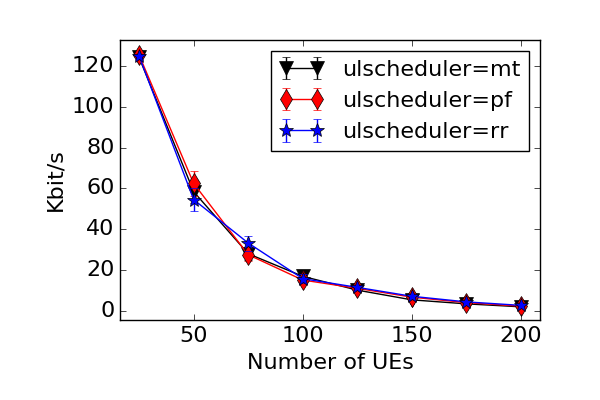 120
100
80
60
40
20
0
Kbit/s
50
100
150
200
Number of UEs
ulscheduler=mt
ulscheduler=pf
ulscheduler=rr